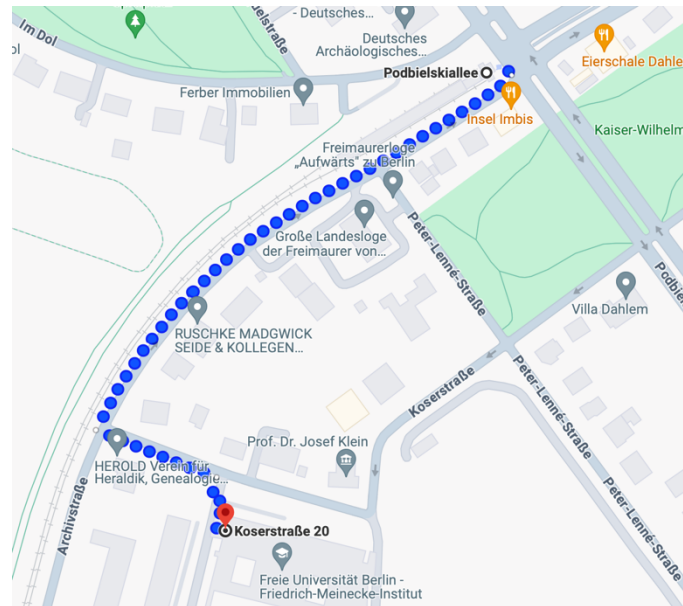 Im Dol
- Deutsches...
Deutsches
Archäologisches...
Podbielskiallee
Eierschale Dahle
Ferber Immobilien
Insel Imbis
Kaiser-Wilhelm
Freimaurerloge
„Aufwärts" zu Berlin
Große Landesloge
der Freimaurer von...
Peter-Lenné-Straße
Podbiel
Villa Dahlem
RUSCHKE MADGWICK
SEIDE & KOLLEGEN...
Koserstraße
Peter-Lenné-Straße
Prof. Dr. Josef Klein
HEROLD Verein für
Heraldik, Genealogie...
Archivstraße
Peter-Lenné-Straße
Koserstraße 20
Freie Universität Berlin -
Friedrich-Meinecke-Institut